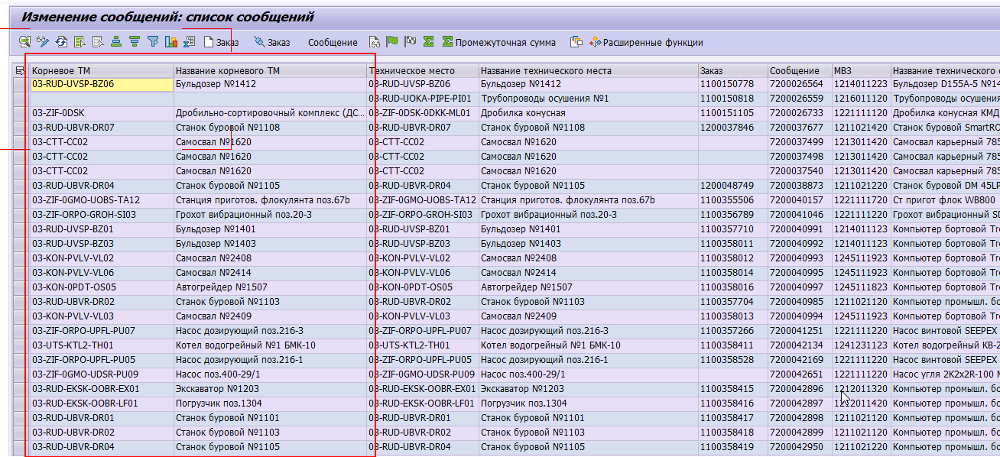 Изменение сообщений: список сообщений
Заказ Заказ Сообщение Промежуточная сумма Расширенные функции
Корневое ТМ Название корневого ТМ Техническое место Название технического места Заказ Сообщение МВЗ Название технического
03-RUD-UVSP-BZ06 Бульдозер №1412 03-RUD-UVSP-BZ06 Бульдозер №1412 1100150778 7200026564 1214011223 Бульдозер D155A-5 №14
03-RUD-UOKA-PIPE-PI01 Трубопроводы осушения №1 1100150818 7200026559 1216011120 Трубопроводы осушения
03-ZIF-0DSK Дробильно-сортировочный комплекс (ДС... 03-ZIF-0DSK-0DKK-ML01 Дробилка конусная 1100151105 7200026733 1221111120 Дробилка конусная КМД
03-RUD-UBVR-DR07 Станок буровой №1108 03-RUD-UBVR-DR07 Станок буровой №1108 1200037846 7200037677 1211021420 Станок буровой SmartRO
03-CTT-CC02 Самосвал №1620 03-CTT-CC02 Самосвал №1620 7200037499 1213011420 Самосвал карьерный 785
03-CTT-CC02 Самосвал №1620 03-CTT-CC02 Самосвал №1620 7200037498 1213011420 Самосвал карьерный 785
03-CTT-CC02 Самосвал №1620 03-CTT-CC02 Самосвал №1620 7200037540 1213011420 Самосвал карьерный 785
03-RUD-UBVR-DR04 Станок буровой №1105 03-RUD-UBVR-DR04 Станок буровой №1105 1200048749 7200038873 1211021220 Станок буровой DM 45LP
03-ZIF-0GMO-UOBS-TA12 Станция приготов. флокулянта поз.67b 03-ZIF-0GMO-UOBS-TA12 Станция приготов. флокулянта поз.67b 1100355506 7200040157 1221111720 Ст пригот флок WB800
03-ZIF-ORPO-GROH-SI03 Грохот вибрационный поз.20-3 03-ZIF-ORPO-GROH-SI03 Грохот вибрационный поз.20-3 1100356789 7200041046 1221111220 Грохот вибрационный
03-RUD-UVSP-BZ01 Бульдозер №1401 03-RUD-UVSP-BZ01 Бульдозер №1401 1100357710 7200040991 1214011123 Компьютер бортовой
03-RUD-UVSP-BZ03 Бульдозер №1403 03-RUD-UVSP-BZ03 Бульдозер №1403 1100358011 7200040992 1214011123 Компьютер бортовой
03-KON-PVLV-VL02 Самосвал №2408 03-KON-PVLV-VL02 Самосвал №2408 1100358012 7200040993 1245111923 Компьютер бортовой
03-KON-PVLV-VL06 Самосвал №2414 03-KON-PVLV-VL06 Самосвал №2414 1100358014 7200040995 1245111923 Компьютер бортовой
03-KON-0PDT-OS05 Автогрейдер №1507 03-KON-0PDT-OS05 Автогрейдер №1507 1100358016 7200040997 1245111823 Компьютер бортовой
03-RUD-UBVR-DR02 Станок буровой №1103 03-RUD-UBVR-DR02 Станок буровой №1103 1100357704 7200040985 1211021120 Компьютер промышл. бо
03-KON-PVLV-VL03 Самосвал №2409 03-KON-PVLV-VL03 Самосвал №2409 1100358013 7200040994 1245111923 Компьютер бортовой
03-ZIF-ORPO-UPFL-PU07 Насос дозирующий поз.216-3 03-ZIF-ORPO-UPFL-PU07 Насос дозирующий поз.216-3 1100357266 7200041251 1221111220 Насос винтовой SEEPEX
03-UTS-KTL2-TH01 Котел водогрейный №1 БМК-10 03-UTS-KTL2-TH01 Котел водогрейный №1 БМК-10 1100358411 7200042134 1241231123 Котел водогрейный КВ-2
03-ZIF-ORPO-UPFL-PU05 Насос дозирующий поз.216-1 03-ZIF-ORPO-UPFL-PU05 Насос дозирующий поз.216-1 1100358528 7200042169 1221111220 Насос винтовой SEEPEX
03-ZIF-0GMO-UDSR-PU09 Насос поз.400-29/1 03-ZIF-0GMO-UDSR-PU09 Насос поз.400-29/1 7200042651 1221111220 Насос угля 2K2x2R-100
03-RUD-EKSK-OOBR-EX01 Экскаватор №1203 03-RUD-EKSK-OOBR-EX01 Экскаватор №1203 1100358415 7200042896 1212011320 Компьютер промышл. бо
03-RUD-EKSK-OOBR-LF01 Погрузчик поз.1304 03-RUD-EKSK-OOBR-LF01 Погрузчик поз.1304 1100358416 7200042897 1212011420 Компьютер промышл. бо
03-RUD-UBVR-DR01 Станок буровой №1101 03-RUD-UBVR-DR01 Станок буровой №1101 1100358417 7200042898 1211021120 Компьютер промышл. бо
03-RUD-UBVR-DR02 Станок буровой №1103 03-RUD-UBVR-DR02 Станок буровой №1103 1100358418 7200042899 1211021120 Компьютер промышл. бо
03-RUD-UBVR-DR04 Станок буровой №1105 03-RUD-UBVR-DR04 Станок буровой №1105 1100358419 7200042950 1211021220 Компьютер промышл. бо